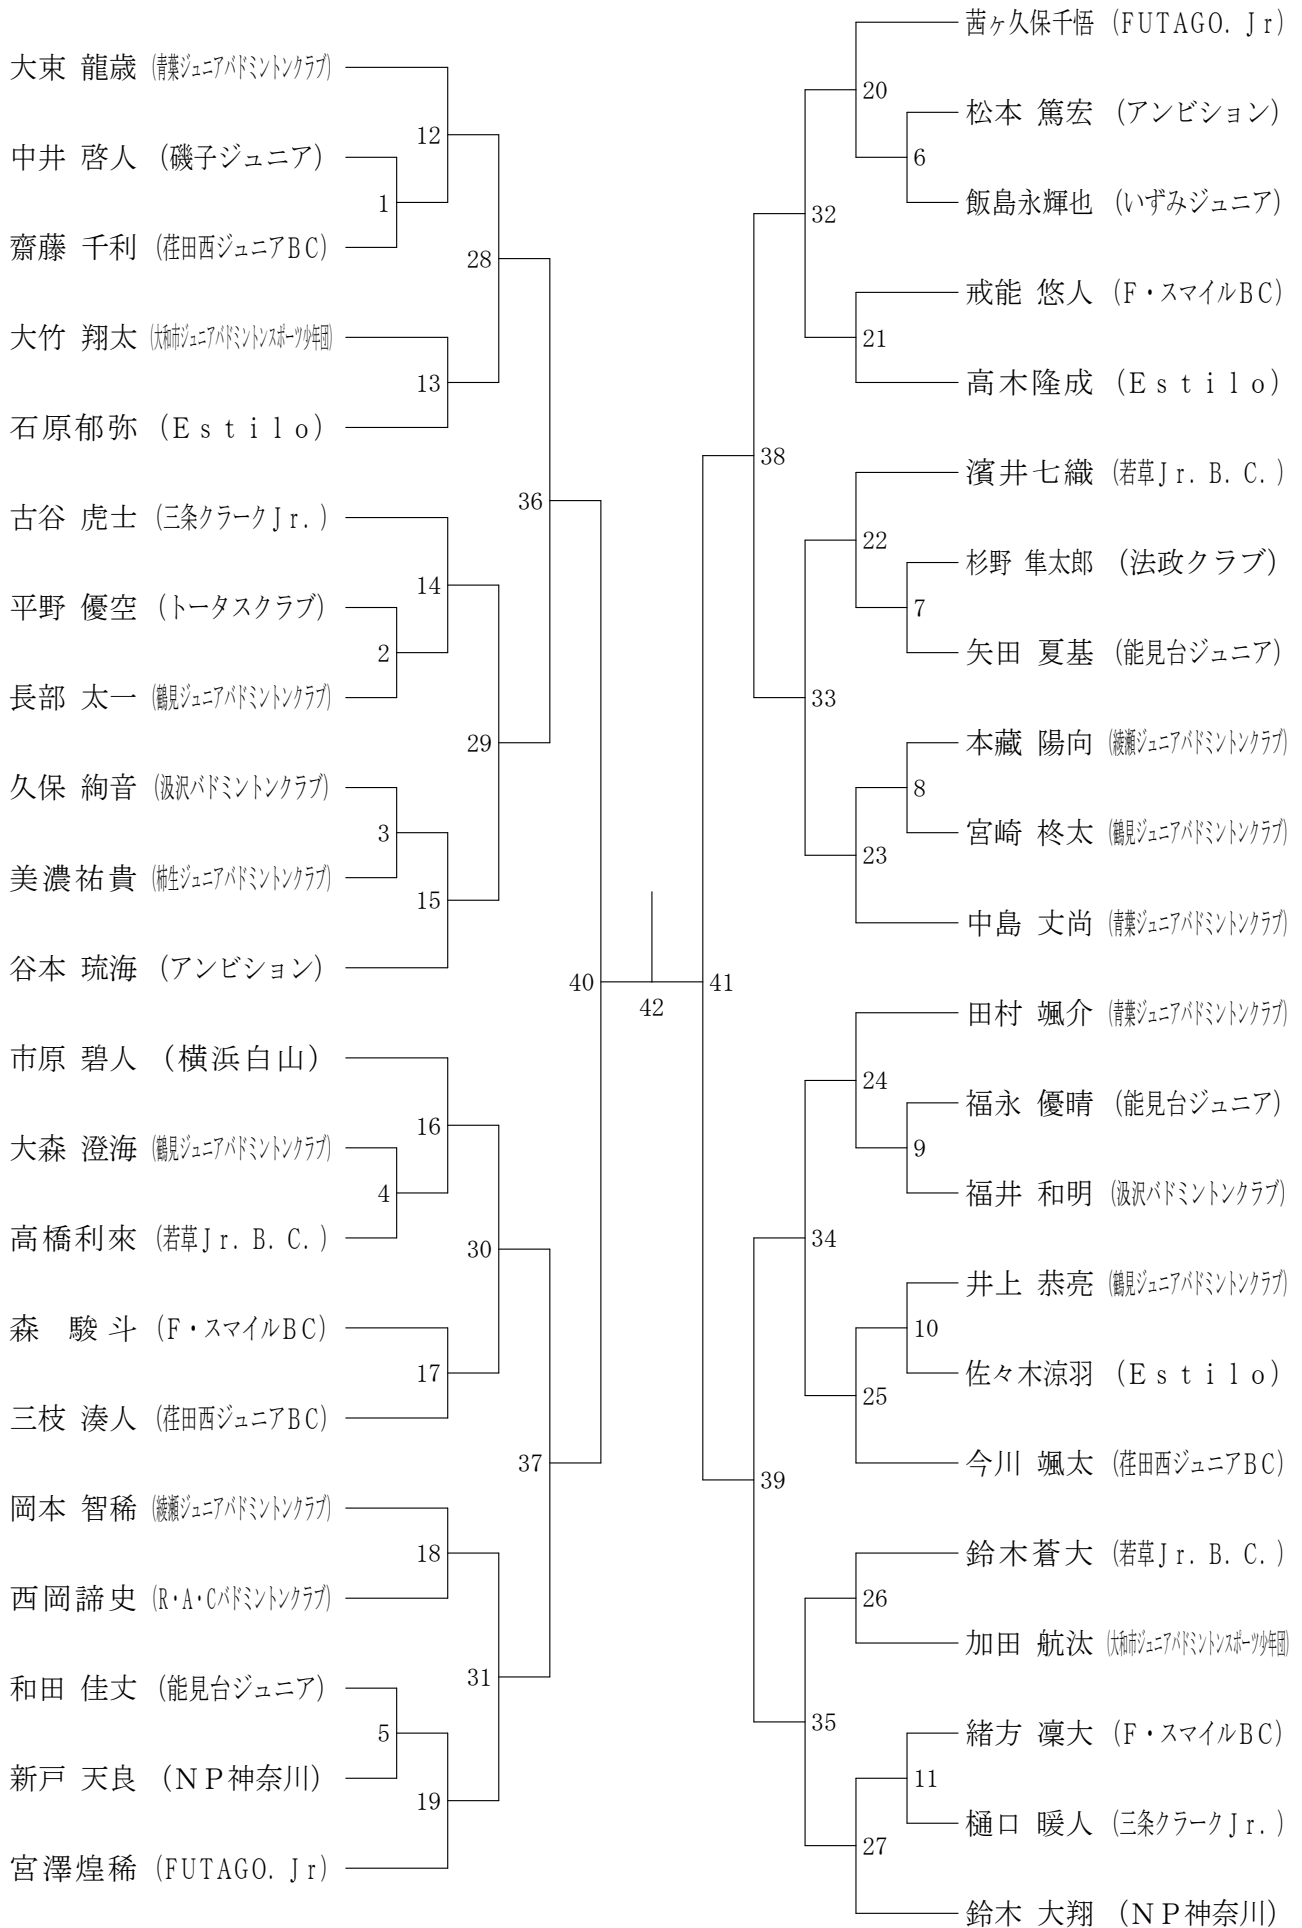 大束 龍歳 (青葉ジュニアバドミントンクラブ)
12
中井 啓人 (磯子ジュニア)
1
齋藤 千利 (荏田西ジュニアBC)
28
大竹 翔太 (大和市ジュニアバドミントンスポーツ少年団)
13
石原郁弥 (Estilo)
36
古谷 虎士 (三条クラークJr.)
14
平野 優空 (トータスクラブ)
2
長部 太一 (鶴見ジュニアバドミントンクラブ)
29
久保 絢音 (汲沢バドミントンクラブ)
3
美濃祐貴 (柿生ジュニアバドミントンクラブ)
15
谷本 琉海 (アンビション)
40
市原 碧人 (横浜白山)
16
大森 澄海 (鶴見ジュニアバドミントンクラブ)
4
高橋利來 (若草Jr.B.C.)
30
森 駿斗 (F・スマイルBC)
17
三枝 湊人 (荏田西ジュニアBC)
37
岡本 智稀 (綾瀬ジュニアバドミントンクラブ)
18
西岡諦史 (R・A・Cバドミントンクラブ)
31
和田 佳丈 (能見台ジュニア)
5
新戸 天良 (NP神奈川)
19
宮澤煌稀 (FUTAGO.Jr)
42
茜ヶ久保千悟 (FUTAGO.Jr)
20
松本 篤宏 (アンビション)
6
飯島永輝也 (いずみジュニア)
32
戒能 悠人 (F・スマイルBC)
21
高木隆成 (Estilo)
38
濱井七織 (若草Jr.B.C.)
22
杉野 隼太郎 (法政クラブ)
7
矢田 夏基 (能見台ジュニア)
33
本藏 陽向 (綾瀬ジュニアバドミントンクラブ)
8
宮崎 柊太 (鶴見ジュニアバドミントンクラブ)
23
中島 丈尚 (青葉ジュニアバドミントンクラブ)
41
田村 颯介 (青葉ジュニアバドミントンクラブ)
24
福永 優晴 (能見台ジュニア)
9
福井 和明 (汲沢バドミントンクラブ)
34
井上 恭亮 (鶴見ジュニアバドミントンクラブ)
10
佐々木涼羽 (Estilo)
25
今川 颯太 (荏田西ジュニアBC)
39
鈴木蒼大 (若草Jr.B.C.)
26
加田 航汰 (大和市ジュニアバドミントンスポーツ少年団)
35
緒方 凜大 (F・スマイルBC)
11
樋口 暖人 (三条クラークJr.)
27
鈴木 大翔 (NP神奈川)